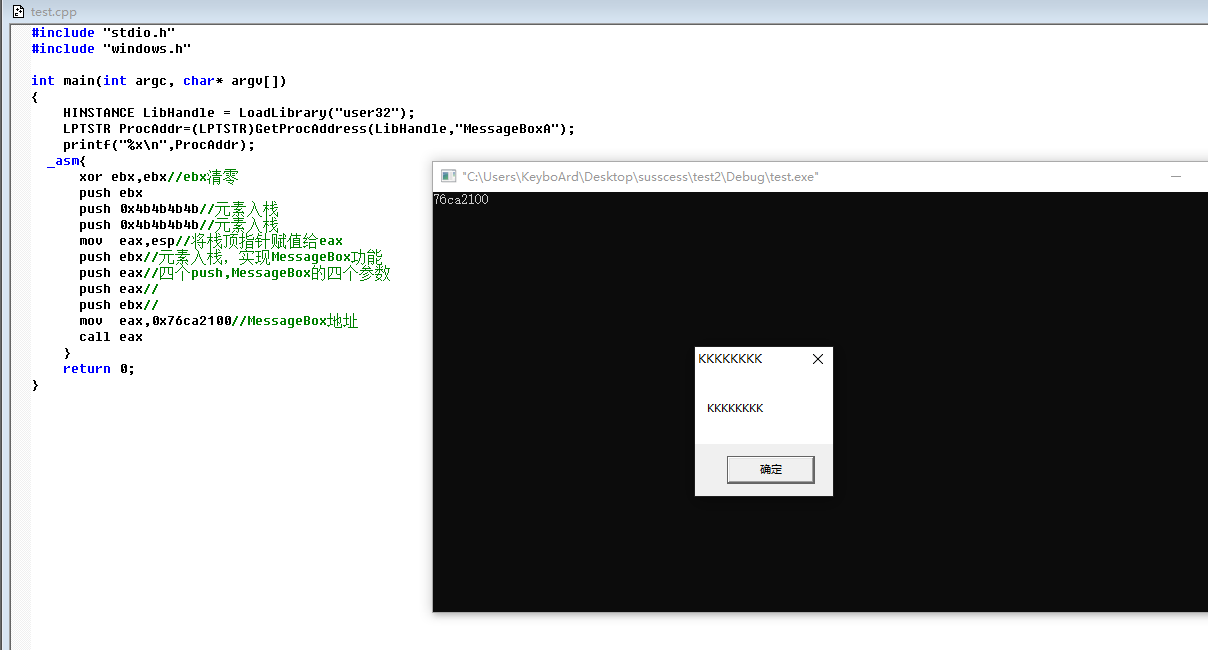 test.cpp
#include "stdio.h"
#include "windows.h"
int main(int argc, char* argv[])
{
HINSTANCE LibHandle = LoadLibrary("user32");
LPTSTR ProcAddr=(LPTSTR)GetProcAddress(LibHandle,"MessageBoxA");
printf("%x\n",ProcAddr);
_asm{
xor ebx,ebx//ebx清零
push ebx
push 0x4b4b4b4b//元素入栈
push 0x4b4b4b4b//元素入栈
mov  eax,esp//将栈顶指针赋值给eax
push ebx//元素入栈，实现MessageBox功能
push eax//四个push,MessageBox的四个参数
push eax//
push ebx//
mov  eax,0x76ca2100//MessageBox地址
call eax
}
return 0;
}
"C:\Users\KeyboArd\Desktop\susscess\test2\Debug\test.exe"
76ca2100
KKKKKKKK
KKKKKKKK
确定